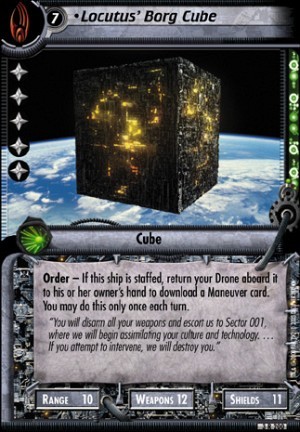 7
• Locutus' Borg Cube
Cube
Order – If this ship is staffed, return your Drone aboard it
to his or her owner's hand to download a Maneuver card.
You may do this only once each turn.
"You will disarm all your weapons and escort us to Sector 001,
where we will begin assimilating your culture and technology. ...
If you attempt to intervene, we will destroy you."
Range 10
Weapons 12
Shields 11
3 R 200